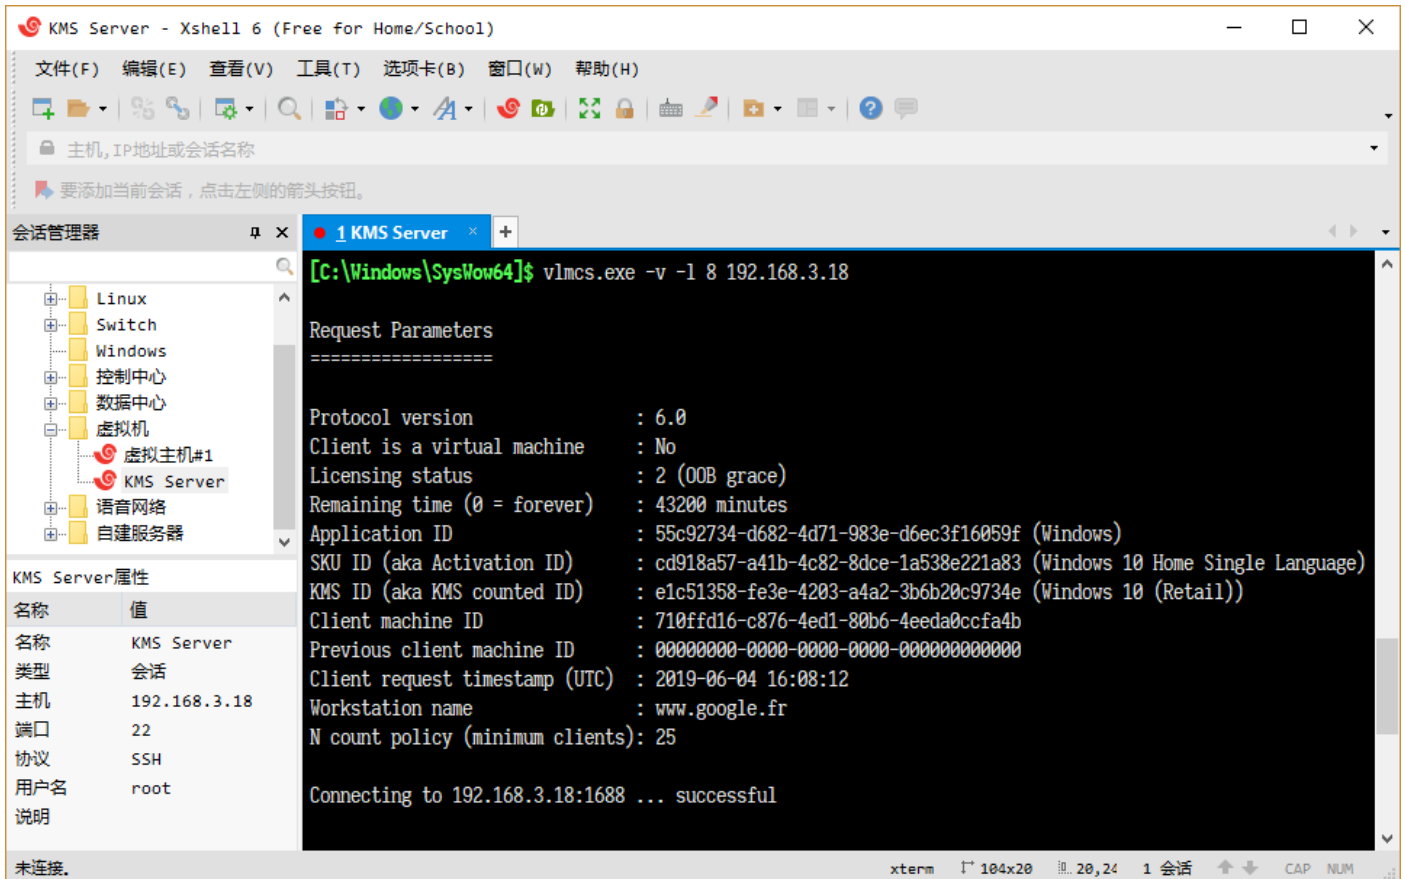 KMS Server - Xshell 6 (Free for Home/School)
文件(F) 编辑(E) 查看(V) 工具(T) 选项卡(B) 窗口(W) 帮助(H)
主机,IP地址或会话名称
要添加当前会话，点击左侧的箭头按钮。
会话管理器
1 KMS Server
Linux
Switch
Windows
控制中心
数据中心
虚拟机
虚拟主机#1
KMS Server
语音网络
自建服务器
KMS Server属性
名称 值
名称 KMS Server
类型 会话
主机 192.168.3.18
端口 22
协议 SSH
用户名 root
说明
[C:\Windows\SysWow64]$ vlmcs.exe -v -l 8 192.168.3.18
Request Parameters
==================
Protocol version : 6.0
Client is a virtual machine : No
Licensing status : 2 (OOB grace)
Remaining time (0 = forever) : 43200 minutes
Application ID : 55c92734-d682-4d71-983e-d6ec3f16059f (Windows)
SKU ID (aka Activation ID) : cd918a57-a41b-4c82-8dce-1a538e221a83 (Windows 10 Home Single Language)
KMS ID (aka KMS counted ID) : e1c51358-fe3e-4203-a4a2-3b6b20c9734e (Windows 10 (Retail))
Client machine ID : 710ffd16-c876-4ed1-80b6-4eeda0ccfa4b
Previous client machine ID : 00000000-0000-0000-0000-000000000000
Client request timestamp (UTC) : 2019-06-04 16:08:12
Workstation name : www.google.fr
N count policy (minimum clients): 25
Connecting to 192.168.3.18:1688 ... successful
未连接。 xterm 104x20 20,24 1 会话 CAP NUM